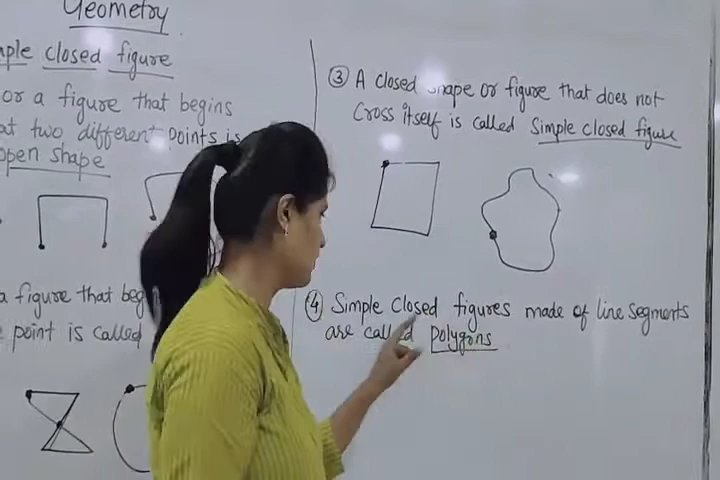 Geometry
simple closed figure
or a figure that begins
at two different points is
open shape
a figure that
point is called
③ A closed shape or figure that does not
Cross itself is called Simple closed figure
④ Simple Closed figures made of line segments
are called Polygons